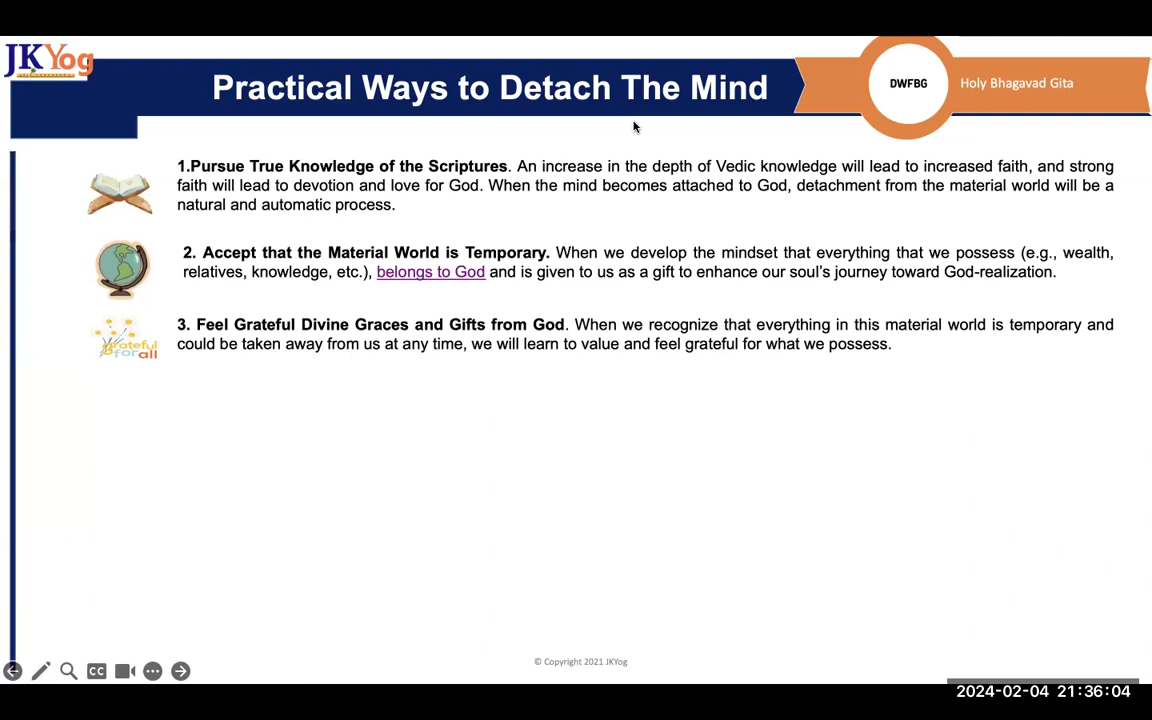 JKYog
Practical Ways to Detach The Mind
DWFBG
Holy Bhagavad Gita
1.Pursue True Knowledge of the Scriptures. An increase in the depth of Vedic knowledge will lead to increased faith, and strong
faith will lead to devotion and love for God. When the mind becomes attached to God, detachment from the material world will be a
natural and automatic process.
2. Accept that the Material World is Temporary. When we develop the mindset that everything that we possess (e.g., wealth,
relatives, knowledge, etc.), belongs to God and is given to us as a gift to enhance our soul's journey toward God-realization.
3. Feel Grateful Divine Graces and Gifts from God. When we recognize that everything in this material world is temporary and
could be taken away from us at any time, we will learn to value and feel grateful for what we possess.
grateful
for all
CC
© Copyright 2021 JKYog
2024-02-04 21:36:04